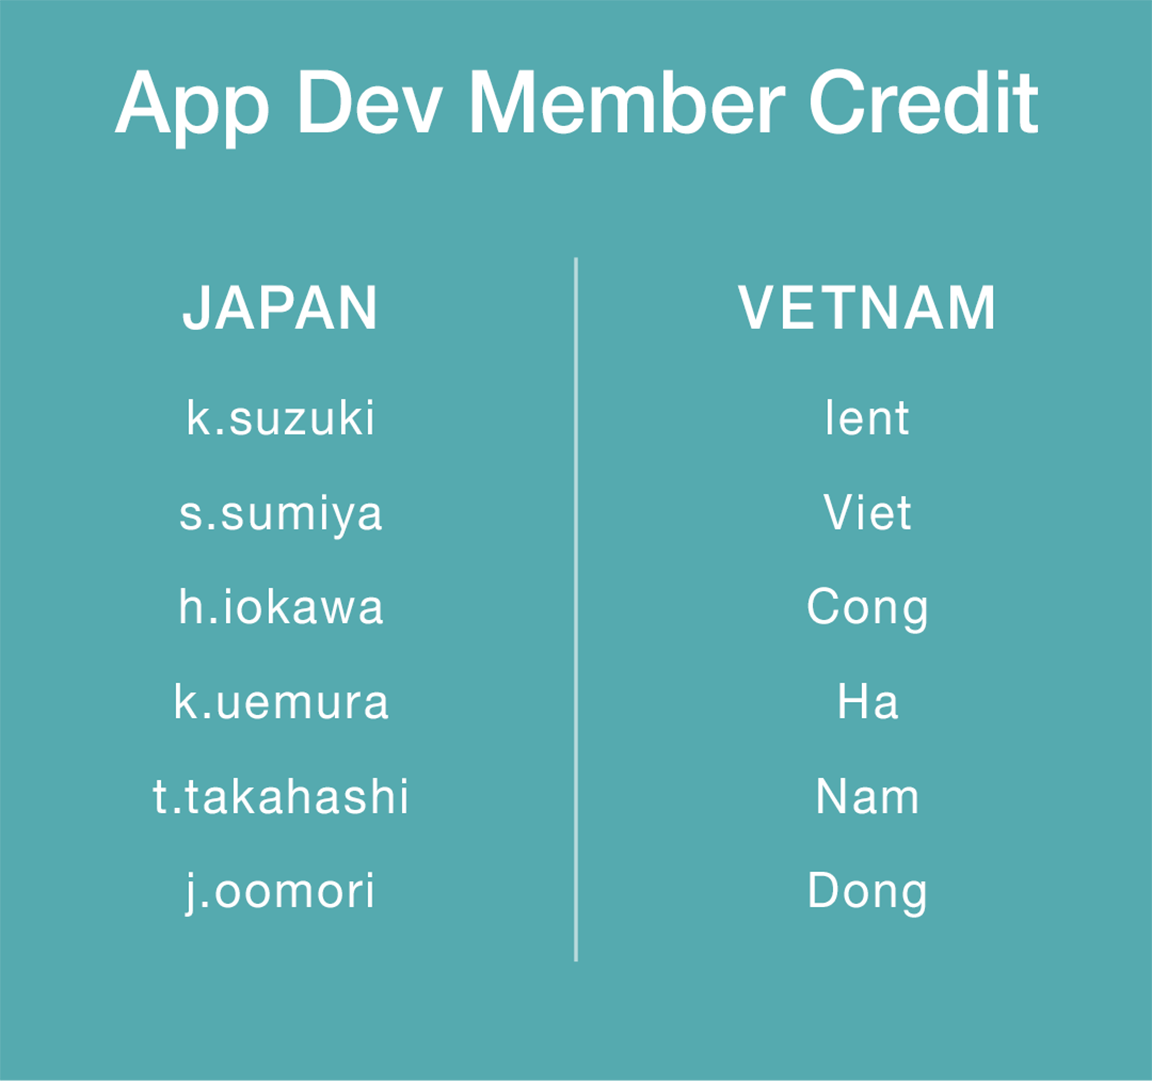 App Dev Member Credit
JAPAN
k.suzuki
s.sumiya
h.iokawa
k.uemura
t.takahashi
j.oomori
VETNAM
lent
Viet
Cong
Ha
Nam
Dong